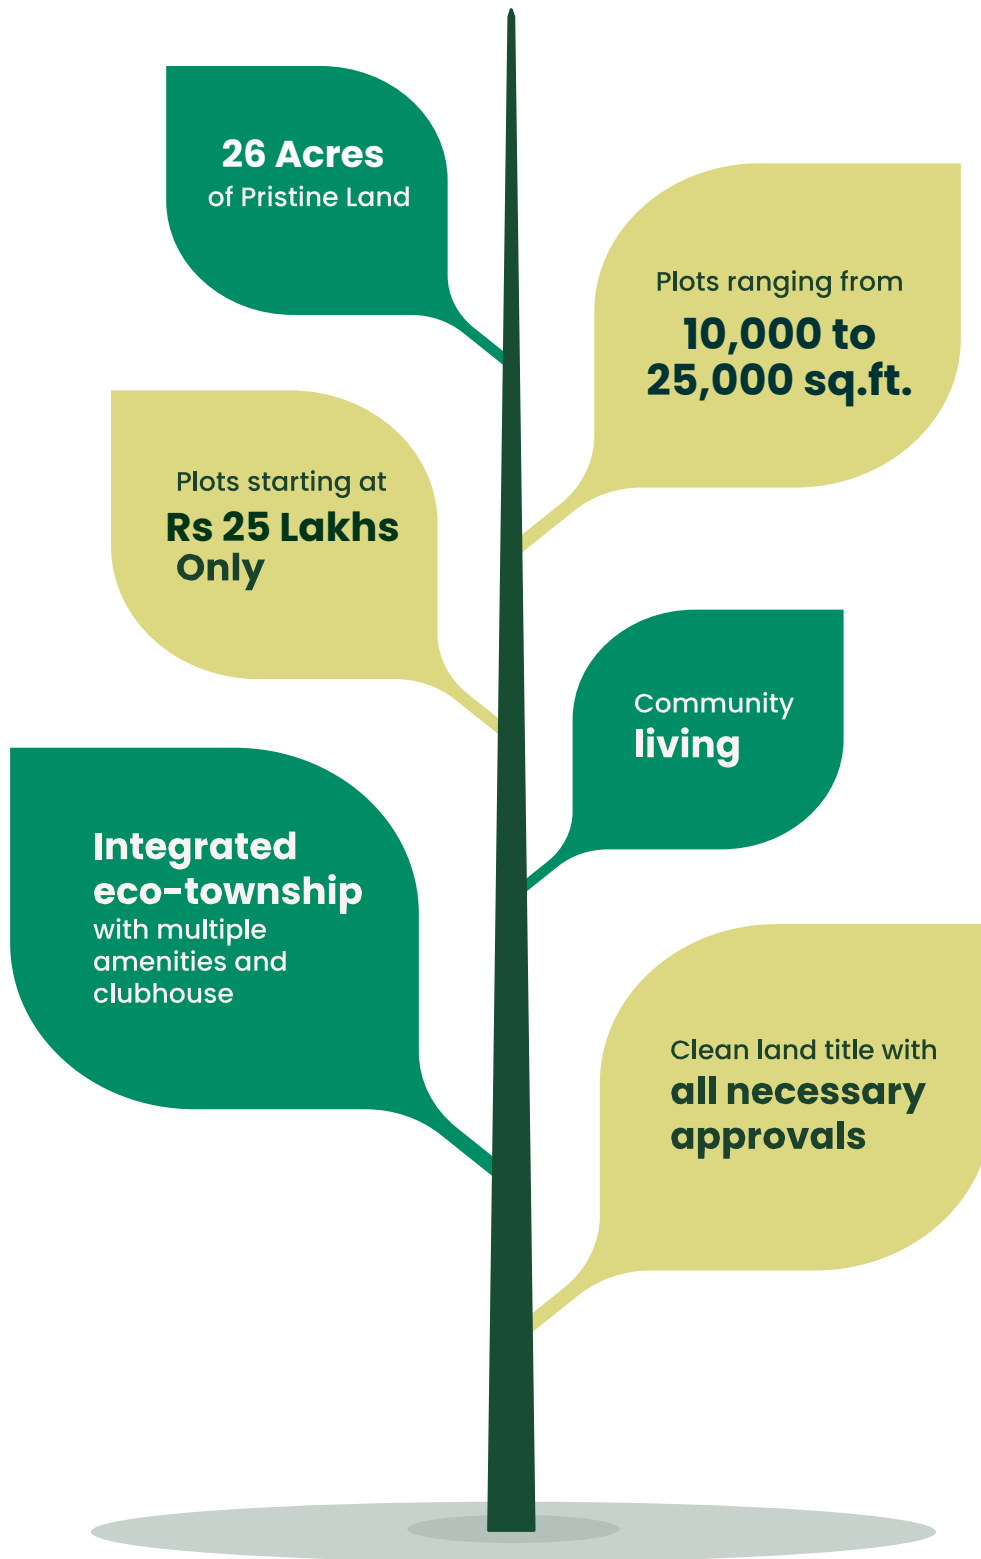 26 Acres
of Pristine Land
Plots ranging from
10,000 to
25,000 sq.ft.
Plots starting at
Rs 25 Lakhs
Only
Community
living
Integrated
eco-township
with multiple
amenities and
clubhouse
Clean land title with
all necessary
approvals